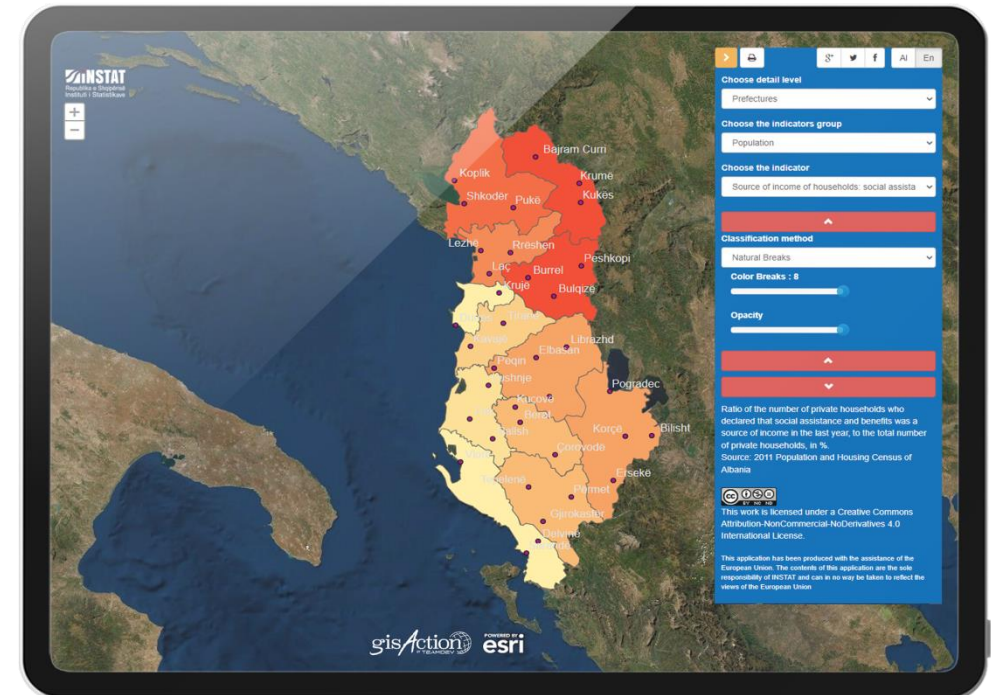 INSTAT
Republika e Shqipërisë
Instituti i Statistikave
+
−
Al
En
Choose detail level
Prefectures
Choose the indicators group
Population
Choose the indicator
Source of income of households: social assista
Classification method
Natural Breaks
Color Breaks : 8
Opacity
Ratio of the number of private households who
declared that social assistance and benefits was a
source of income in the last year, to the total number
of private households, in %.
Source: 2011 Population and Housing Census of
Albania
This work is licensed under a Creative Commons
Attribution-NonCommercial-NoDerivatives 4.0
International License.
This application has been produced with the assistance of the
European Union. The contents of this application are the sole
responsibility of INSTAT and can in no way be taken to reflect the
views of the European Union
Bajram Curri
Koplik
Krumë
Shkodër
Pukë
Kukës
Lezhë
Rrëshen
Peshkopi
Laç
Burrel
Krujë
Bulqizë
Librazhd
Elbasan
Peqin
Pogradec
Kuçovë
Berat
Korçë
Bilisht
Çorovodë
Ersekë
Përmet
Gjirokastër
Delvinë
gisAction
POWERED BY
esri